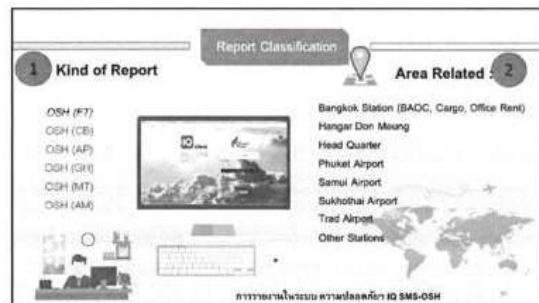 Report Classification
1 Kind of Report
OSH (FT)
OSH (CB)
OSH (AP)
OSH (GH)
OSH (MT)
OSH (AM)
Area Related : 2
Bangkok Station (BAOC, Cargo, Office Rent)
Hangar Don Meung
Head Quarter
Phuket Airport
Samui Airport
Sukhothai Airport
Trad Airport
Other Stations
IQ
การรายงานในระบบ ความปลอดภัยฯ IQ SMS-OSH